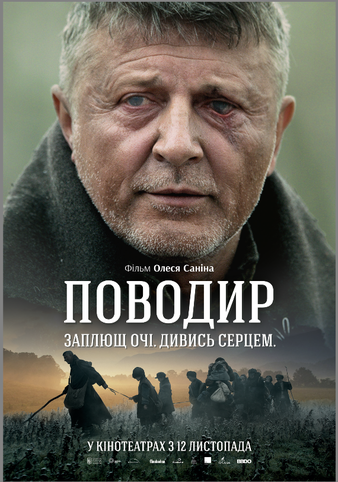 Фільм Олеся Саніна
ПОВОДИР
ЗАПЛЮЩ ОЧІ. ДИВИСЬ СЕРЦЕМ.
У КІНОТЕАТРАХ З 12 ЛИСТОПАДА